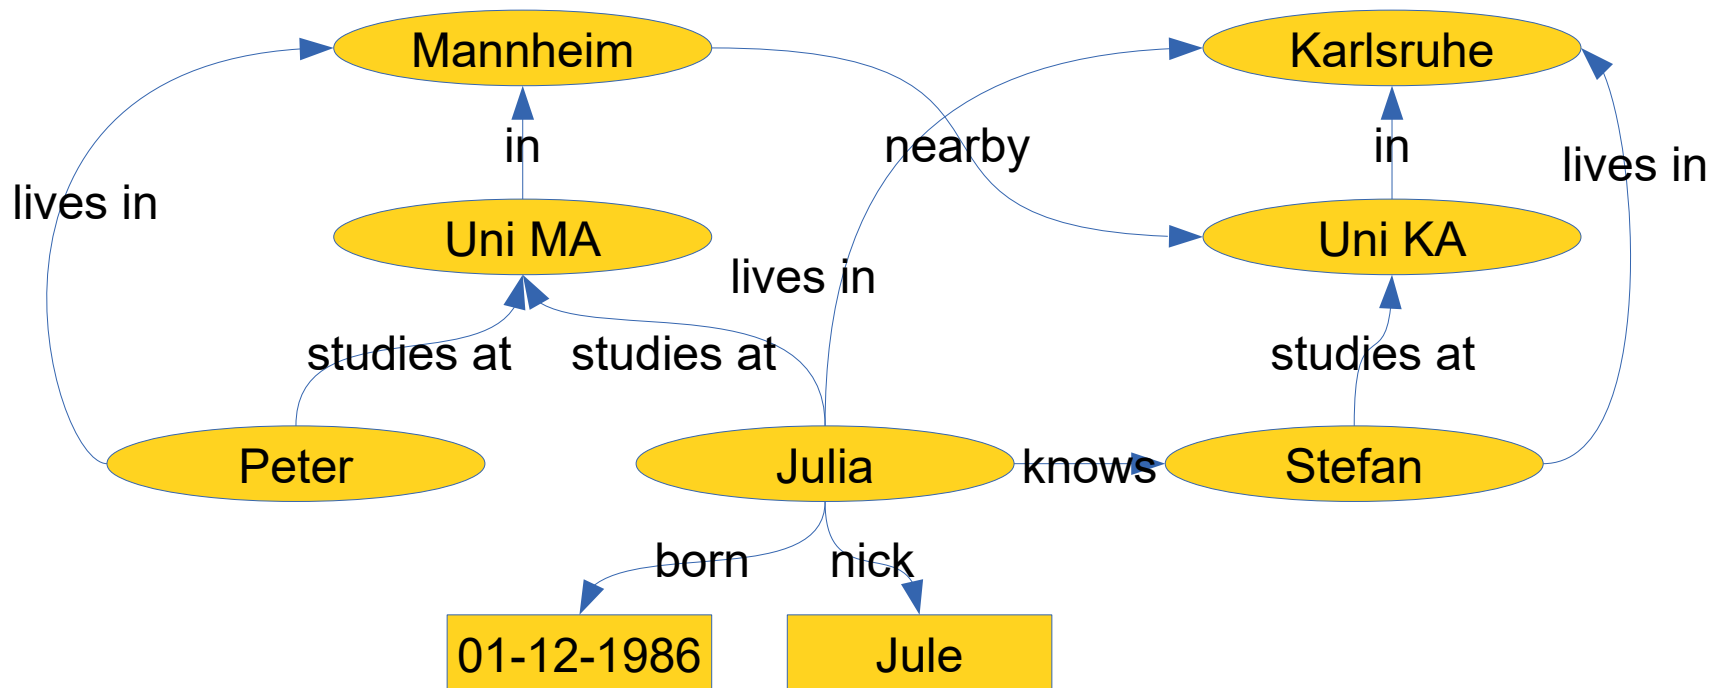 Mannheim
Karlsruhe
in
nearby
in
lives in
lives in
Uni MA
Uni KA
lives in
studies at
studies at
studies at
Peter
Julia
knows
Stefan
born
nick
01-12-1986
Jule